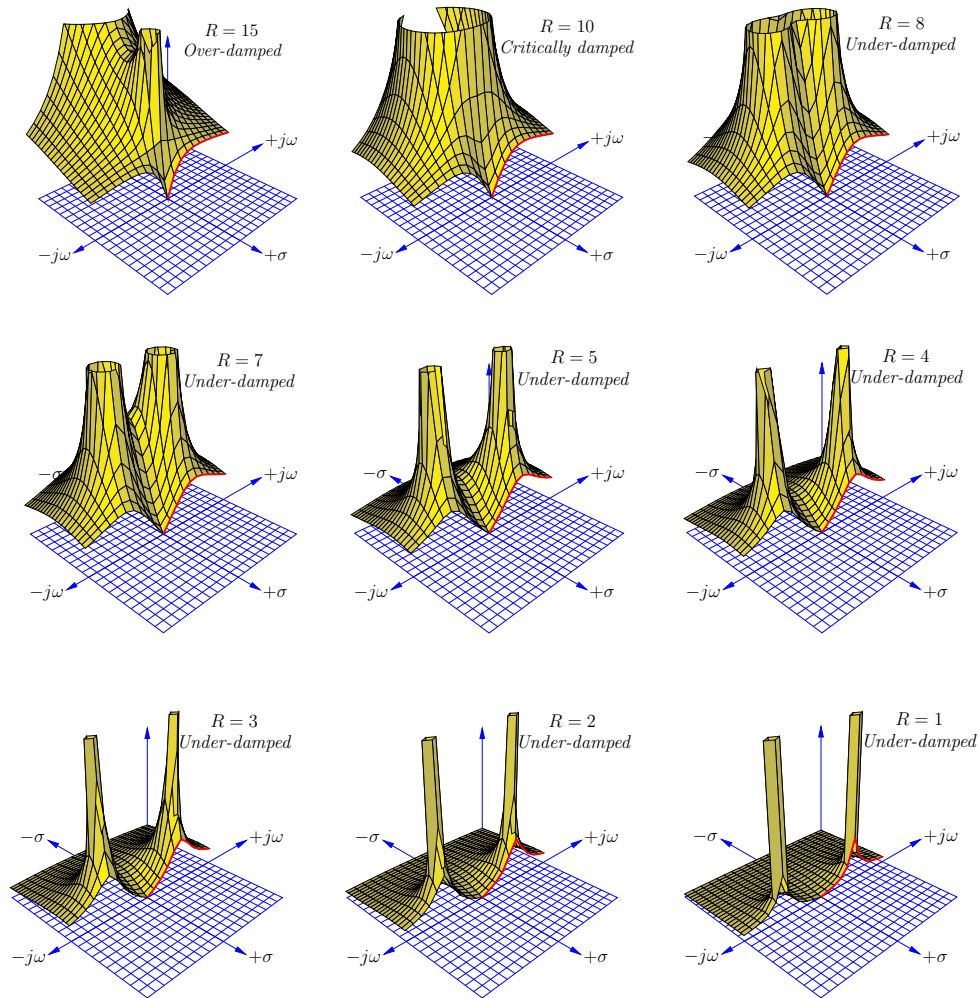 R = 15
Over-damped
+jω
−jω
+σ
R = 10
Critically damped
+jω
−jω
+σ
R = 8
Under-damped
+jω
−jω
+σ
R = 7
Under-damped
−σ
+jω
−jω
+σ
R = 5
Under-damped
−σ
+jω
−jω
+σ
R = 4
Under-damped
−σ
+jω
−jω
+σ
R = 3
Under-damped
−σ
+jω
−jω
+σ
R = 2
Under-damped
−σ
+jω
−jω
+σ
R = 1
Under-damped
−σ
+jω
−jω
+σ